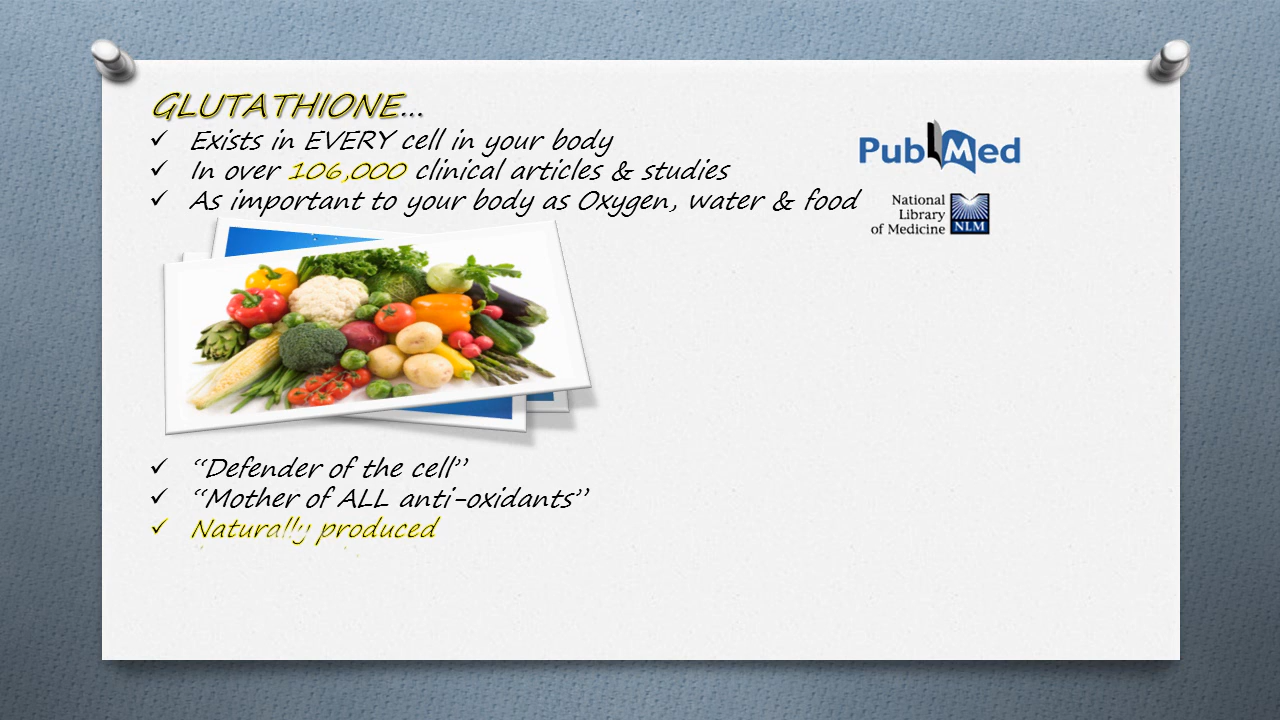 GLUTATHIONE...
✓ Exists in EVERY cell in your body
✓ In over 106,000 clinical articles & studies
✓ As important to your body as Oxygen, water & food
PubMed
National
Library
of Medicine
NLM
✓ “Defender of the cell”
✓ “Mother of ALL anti-oxidants”
✓ Naturally produced